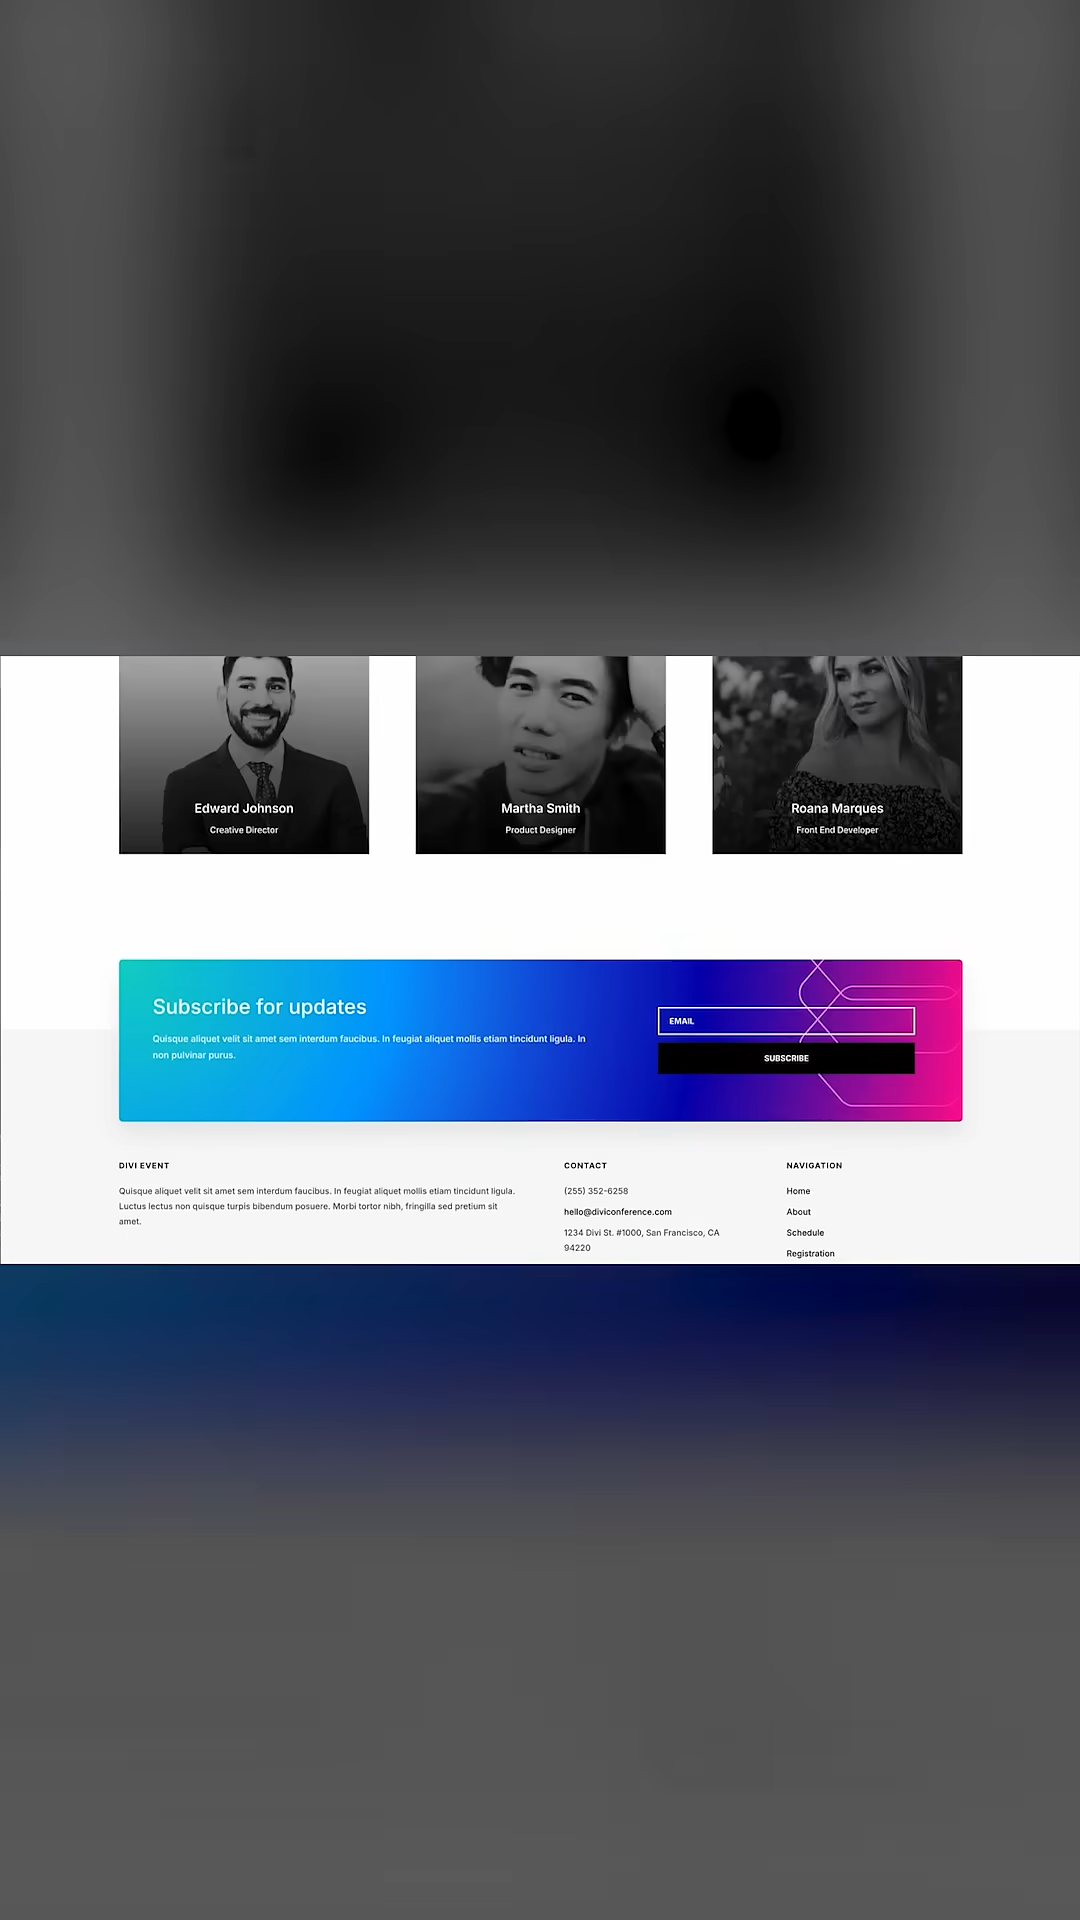 Edward Johnson
Creative Director
Martha Smith
Product Designer
Roana Marques
Front End Developer
Subscribe for updates
Quisque aliquet velit sit amet sem interdum faucibus. In feugiat aliquet mollis etiam tincidunt ligula. In
non pulvinar purus.
EMAIL
SUBSCRIBE
DIVI EVENT
Quisque aliquet velit sit amet sem interdum faucibus. In feugiat aliquet mollis etiam tincidunt ligula.
Luctus lectus non quisque turpis bibendum posuere. Morbi tortor nibh, fringilla sed pretium sit
amet.
CONTACT
(255) 352-6258
hello@diviconference.com
1234 Divi St. #1000, San Francisco, CA
94220
NAVIGATION
Home
About
Schedule
Registration